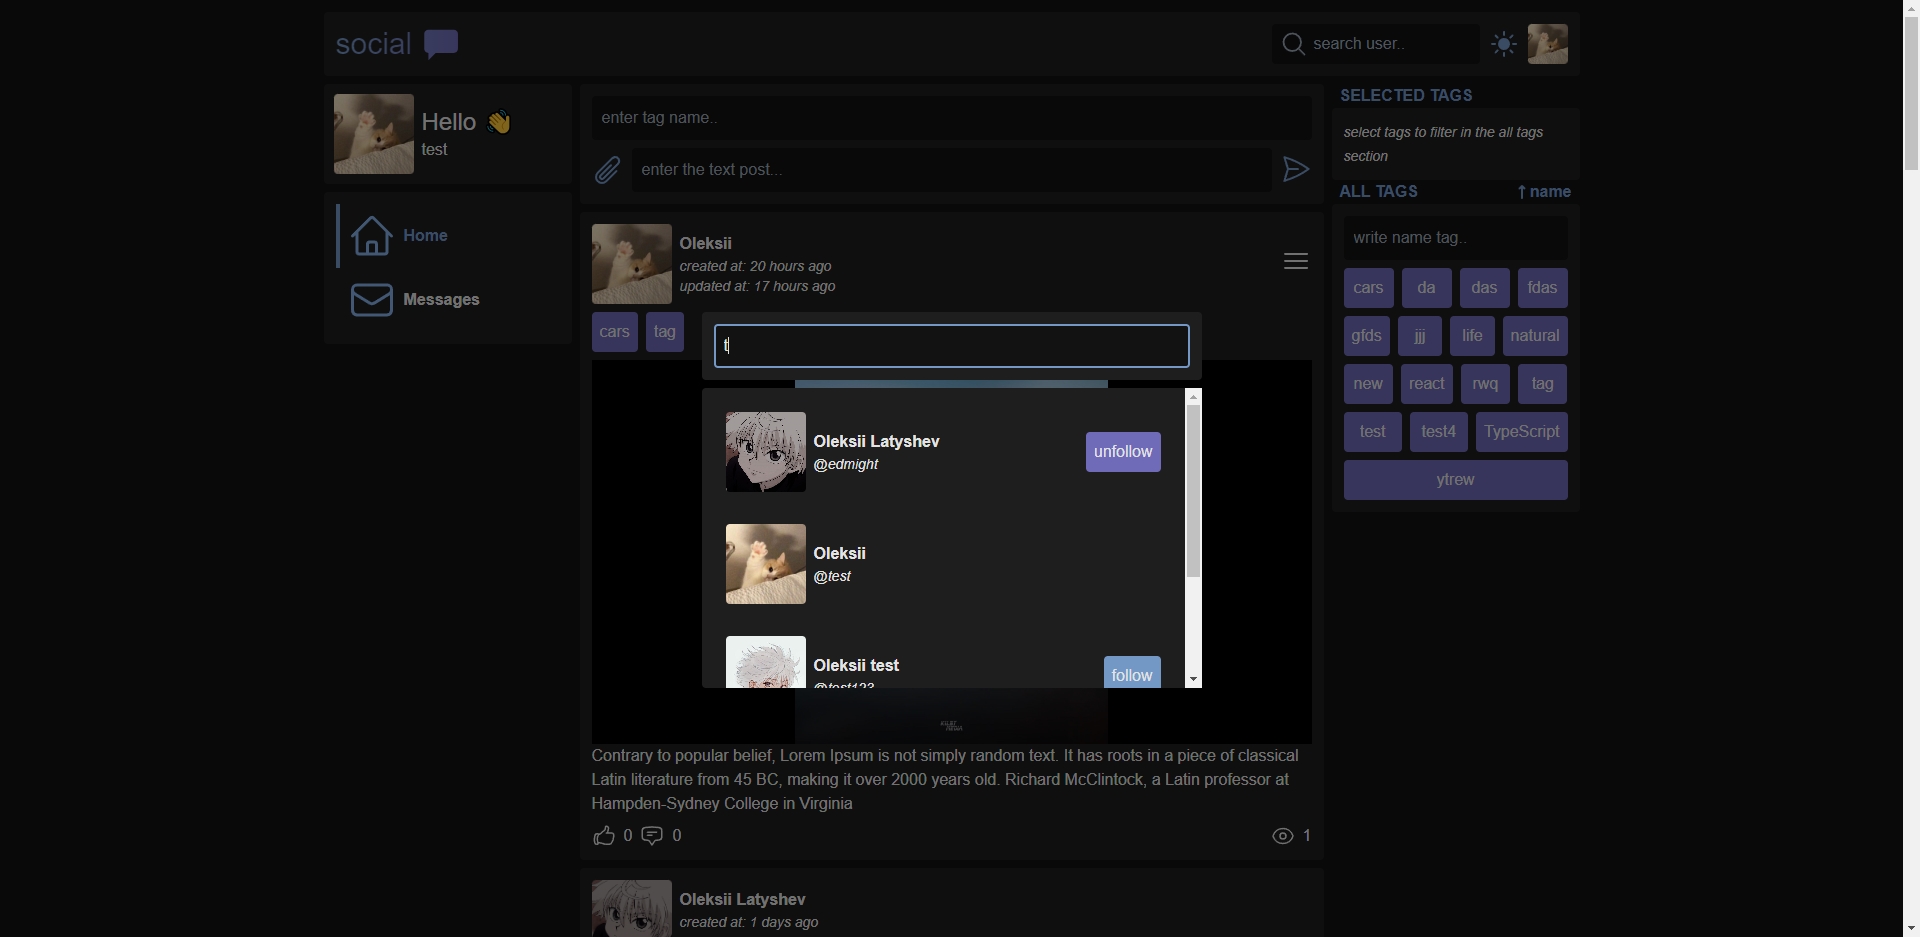 social
search user..
Hello 👋
test
Home
Messages
enter tag name..
enter the text post...
Oleksii
created at: 20 hours ago
updated at: 17 hours ago
cars tag
t
Oleksii Latyshev
@edmight
unfollow
Oleksii
@test
Oleksii test
@test123
follow
Contrary to popular belief, Lorem Ipsum is not simply random text. It has roots in a piece of classical
Latin literature from 45 BC, making it over 2000 years old. Richard McClintock, a Latin professor at
Hampden-Sydney College in Virginia
0 0
1
Oleksii Latyshev
created at: 1 days ago
SELECTED TAGS
select tags to filter in the all tags
section
ALL TAGS ↑ name
write name tag..
cars da das fdas
gfds jjj life natural
new react rwq tag
test test4 TypeScript
ytrew